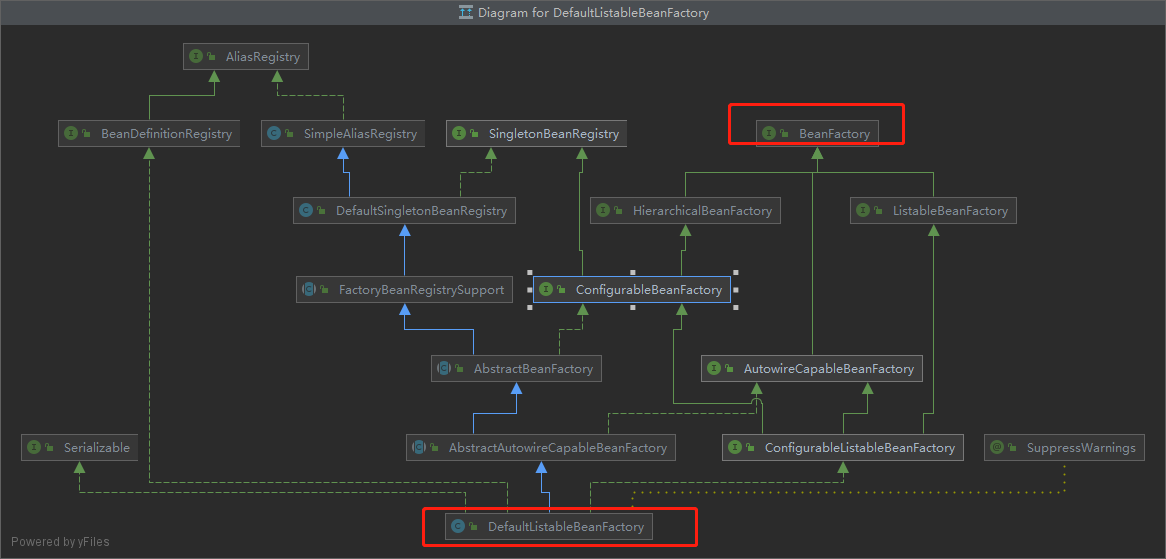 Diagram for DefaultListableBeanFactory
AliasRegistry
BeanDefinitionRegistry
SimpleAliasRegistry
SingletonBeanRegistry
BeanFactory
DefaultSingletonBeanRegistry
HierarchicalBeanFactory
ListableBeanFactory
FactoryBeanRegistrySupport
ConfigurableBeanFactory
AbstractBeanFactory
AutowireCapableBeanFactory
Serializable
AbstractAutowireCapableBeanFactory
ConfigurableListableBeanFactory
SuppressWarnings
DefaultListableBeanFactory
Powered by yFiles